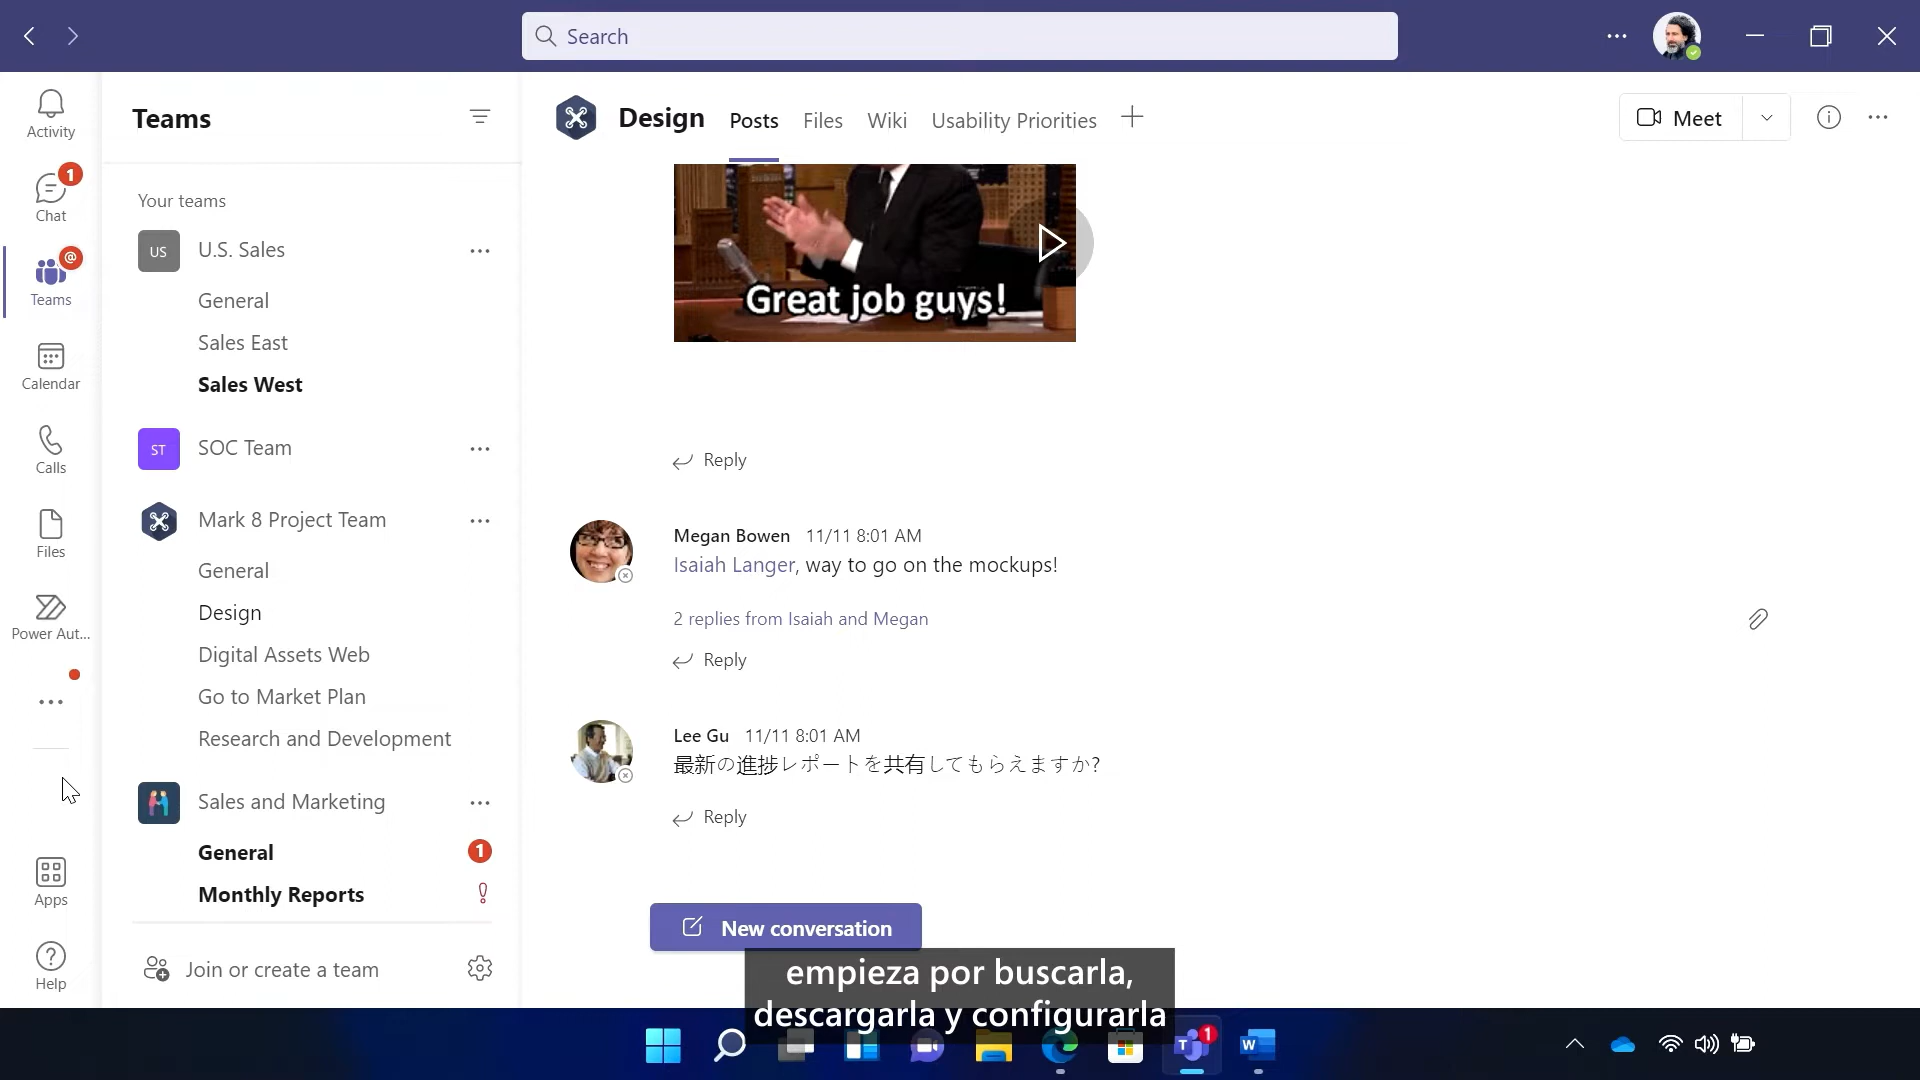 Search
Activity
1
Chat
@
Teams
Calendar
Calls
Files
Power Aut...
Apps
Help
Teams
Your teams
US U.S. Sales
General
Sales East
Sales West
ST SOC Team
Mark 8 Project Team
General
Design
Digital Assets Web
Go to Market Plan
Research and Development
Sales and Marketing
General 1
Monthly Reports
Join or create a team
Design Posts Files Wiki Usability Priorities
Meet
Great job guys!
Reply
Megan Bowen 11/11 8:01 AM
Isaiah Langer, way to go on the mockups!
2 replies from Isaiah and Megan
Reply
Lee Gu 11/11 8:01 AM
最新の進捗レポートを共有してもらえますか?
Reply
New conversation
empieza por buscarla,
descargarla y configurarla
T 1
W